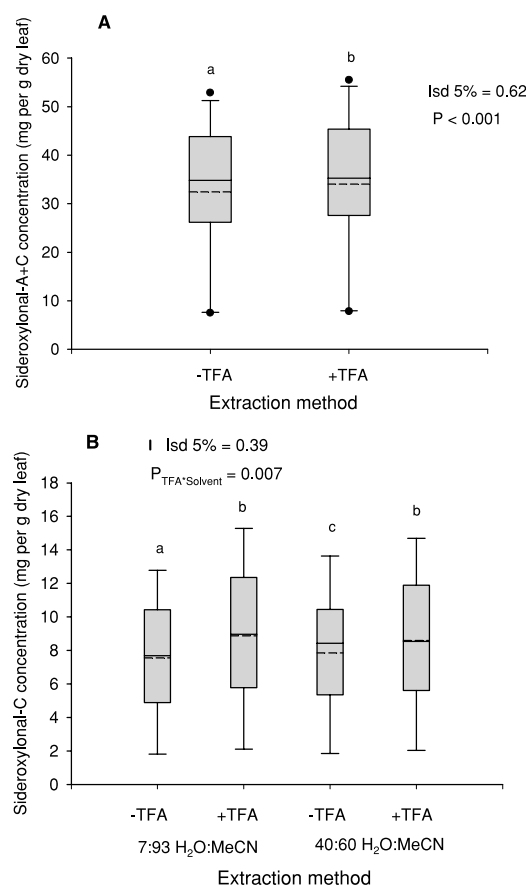 A
Sideroxylonal-A+C concentration (mg per g dry leaf)
60
50
40
30
20
10
0
a
b
lsd 5% = 0.62
P < 0.001
-TFA
+TFA
Extraction method
B
lsd 5% = 0.39
P_TFA*Solvent = 0.007
Sideroxylonal-C concentration (mg per g dry leaf)
18
16
14
12
10
8
6
4
2
0
a
b
c
b
-TFA +TFA -TFA +TFA
7:93 H₂O:MeCN 40:60 H₂O:MeCN
Extraction method